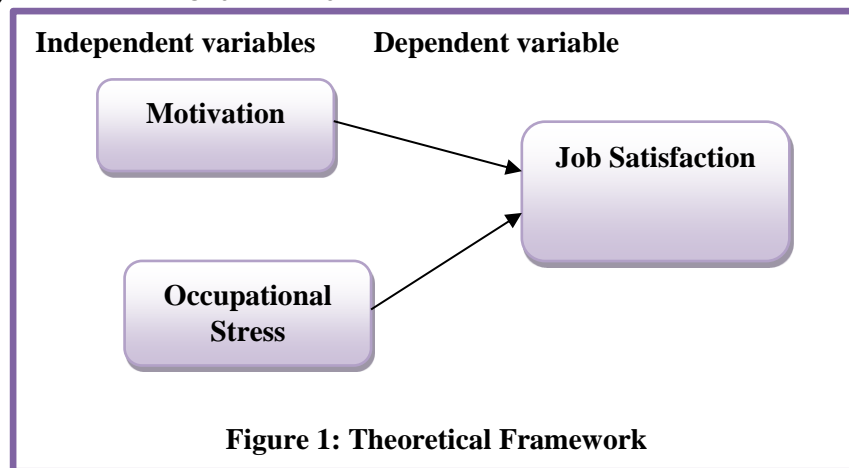 Independent variables Dependent variable
Motivation
Job Satisfaction
Occupational
Stress
Figure 1: Theoretical Framework